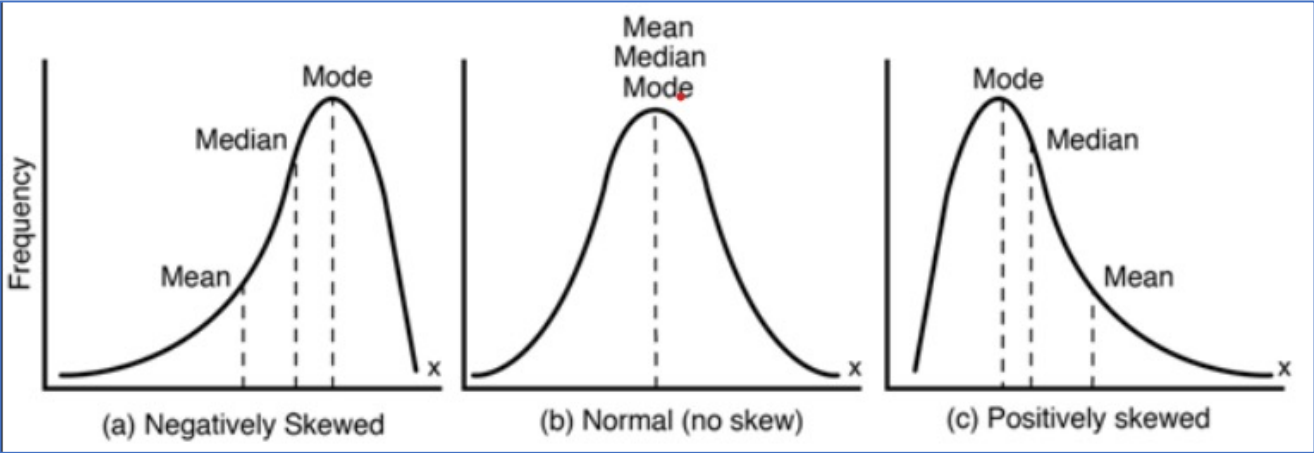 Frequency
Mode
Median
Mean
x
(a) Negatively Skewed
Mean
Median
Mode
x
(b) Normal (no skew)
Mode
Median
Mean
x
(c) Positively skewed